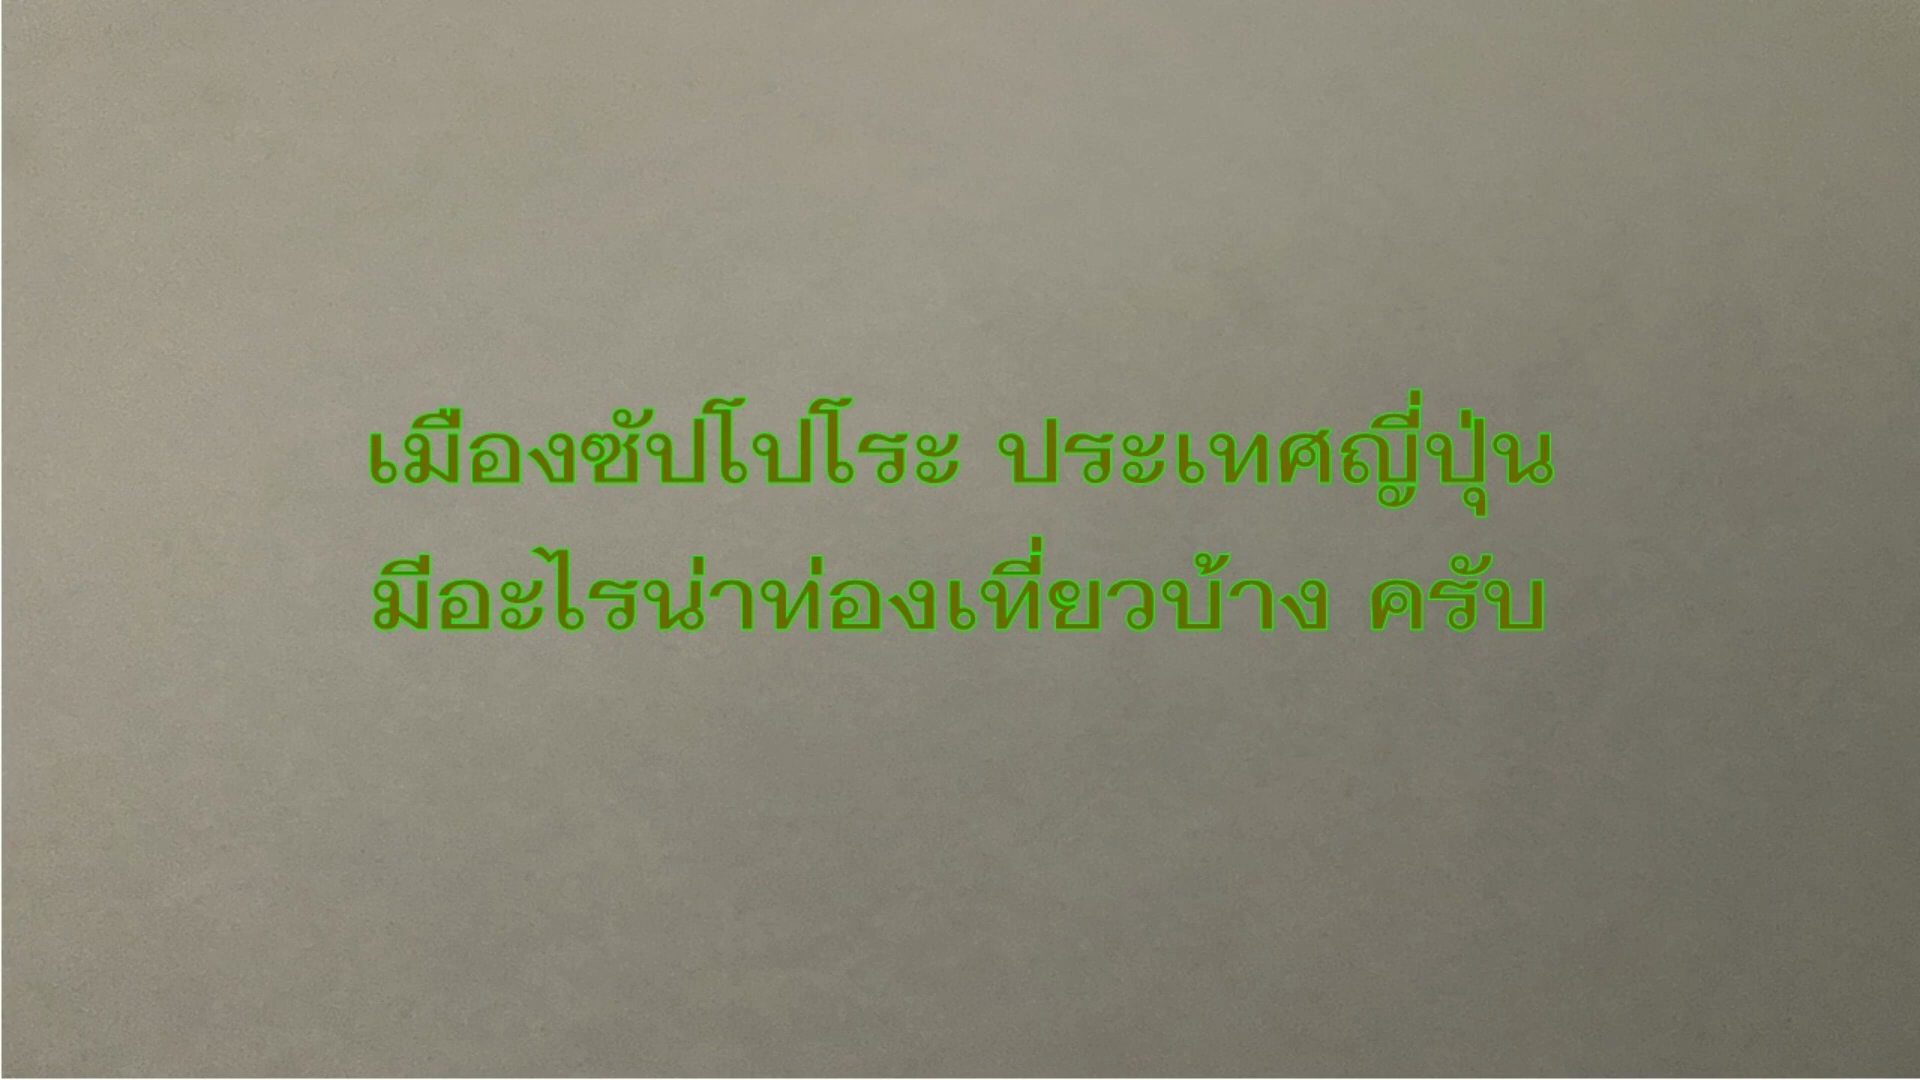 เมืองซัปโปโระ ประเทศญี่ปุ่น
มีอะไรน่าท่องเที่ยวบ้าง ครับ